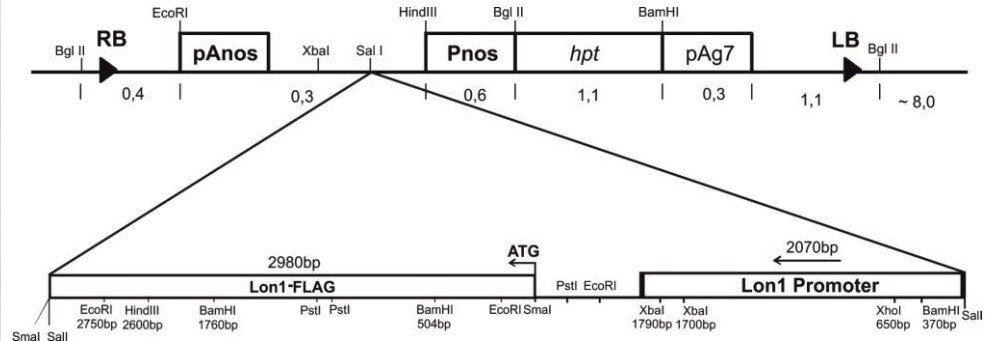 EcoRI HindIII Bgl II BamHI
Bgl II RB pAnos XbaI Sal I Pnos hpt pAg7 LB Bgl II
0,4 0,3 0,6 1,1 0,3 1,1 ~ 8,0
2980bp ATG 2070bp
Lon1-FLAG PstI EcoRI Lon1 Promoter
SmaI SalI EcoRI HindIII BamHI PstI PstI BamHI EcoRI SmaI XbaI XbaI XhoI BamHI SalI
2750bp 2600bp 1760bp 504bp 1790bp 1700bp 650bp 370bp